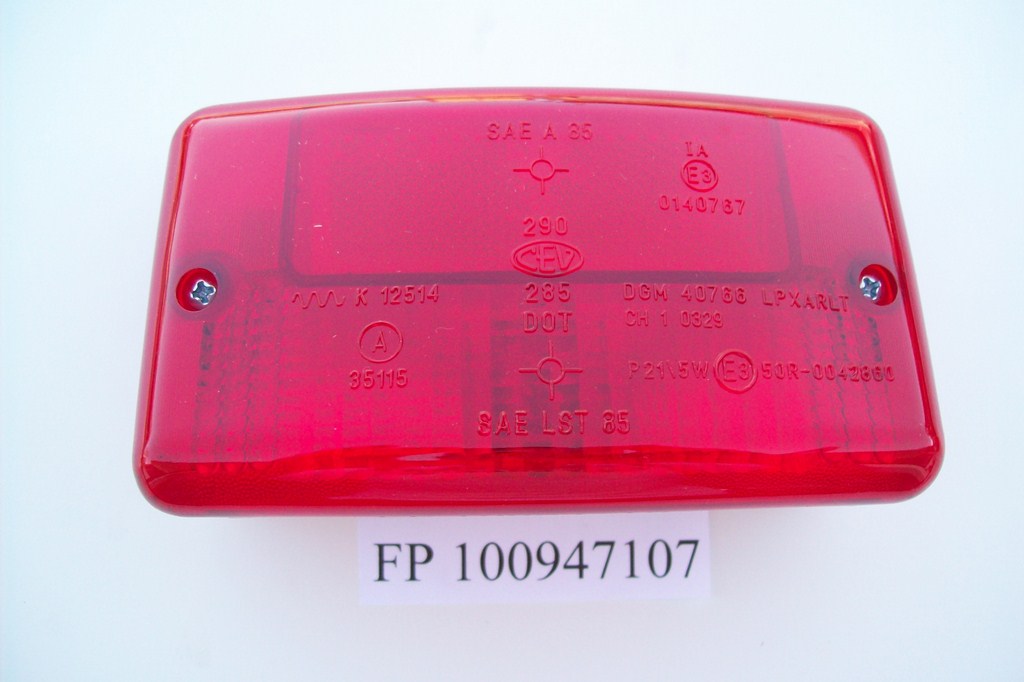 SAE A 85
IA
E3
0140767
290
CEV
285
DOT
K 12514
A
35115
DGM 40766 LPXARLT
CH 1 0329
P21\5W E3 50R-0042860
SAE LST 85
FP 100947107